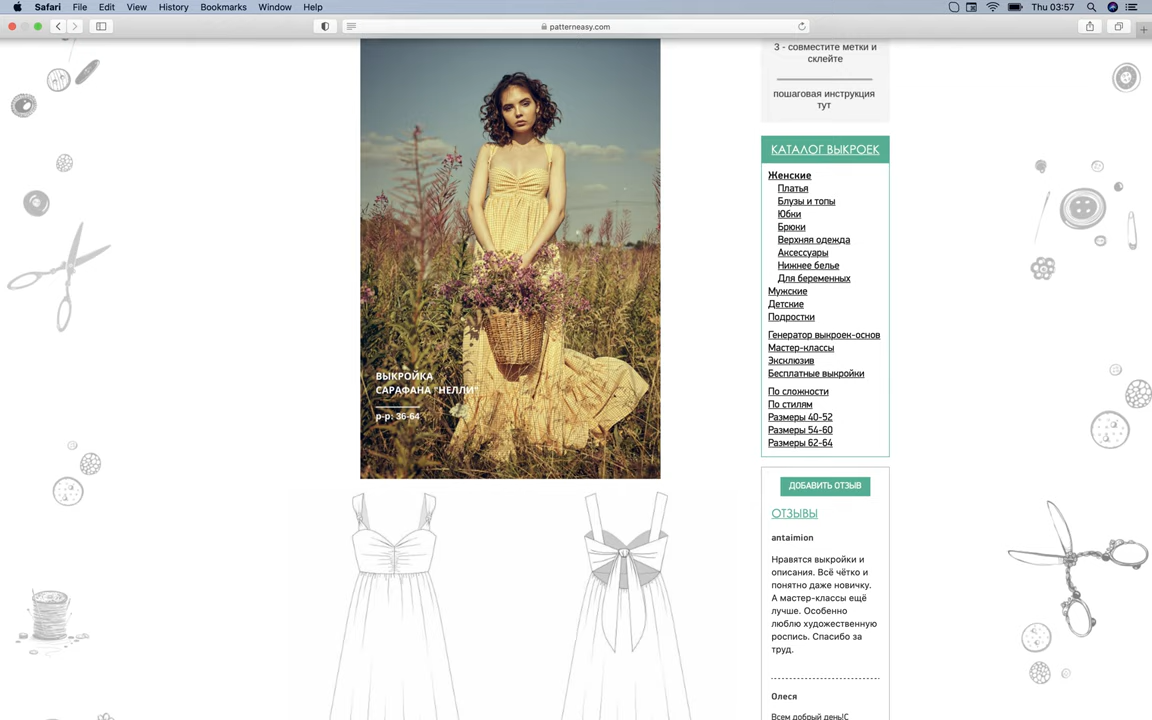 Safari File Edit View History Bookmarks Window Help
Thu 03:57
patterneasy.com
ВЫКРОЙКА
САРАФАНА "НЕЛЛИ"
р-р: 36-64
3 - совместите метки и
склейте
пошаговая инструкция
тут
КАТАЛОГ ВЫКРОЕК
Женские
Платья
Блузы и топы
Юбки
Брюки
Верхняя одежда
Аксессуары
Нижнее белье
Для беременных
Мужские
Детские
Подростки
Генератор выкроек-основ
Мастер-классы
Эксклюзив
Бесплатные выкройки
По сложности
По стилям
Размеры 40-52
Размеры 54-60
Размеры 62-64
ДОБАВИТЬ ОТЗЫВ
ОТЗЫВЫ
antaimion
Нравятся выкройки и
описания. Всё чётко и
понятно даже новичку.
А мастер-классы ещё
лучше. Особенно
люблю художественную
роспись. Спасибо за
труд.
Олеся
Всем добрый день!С